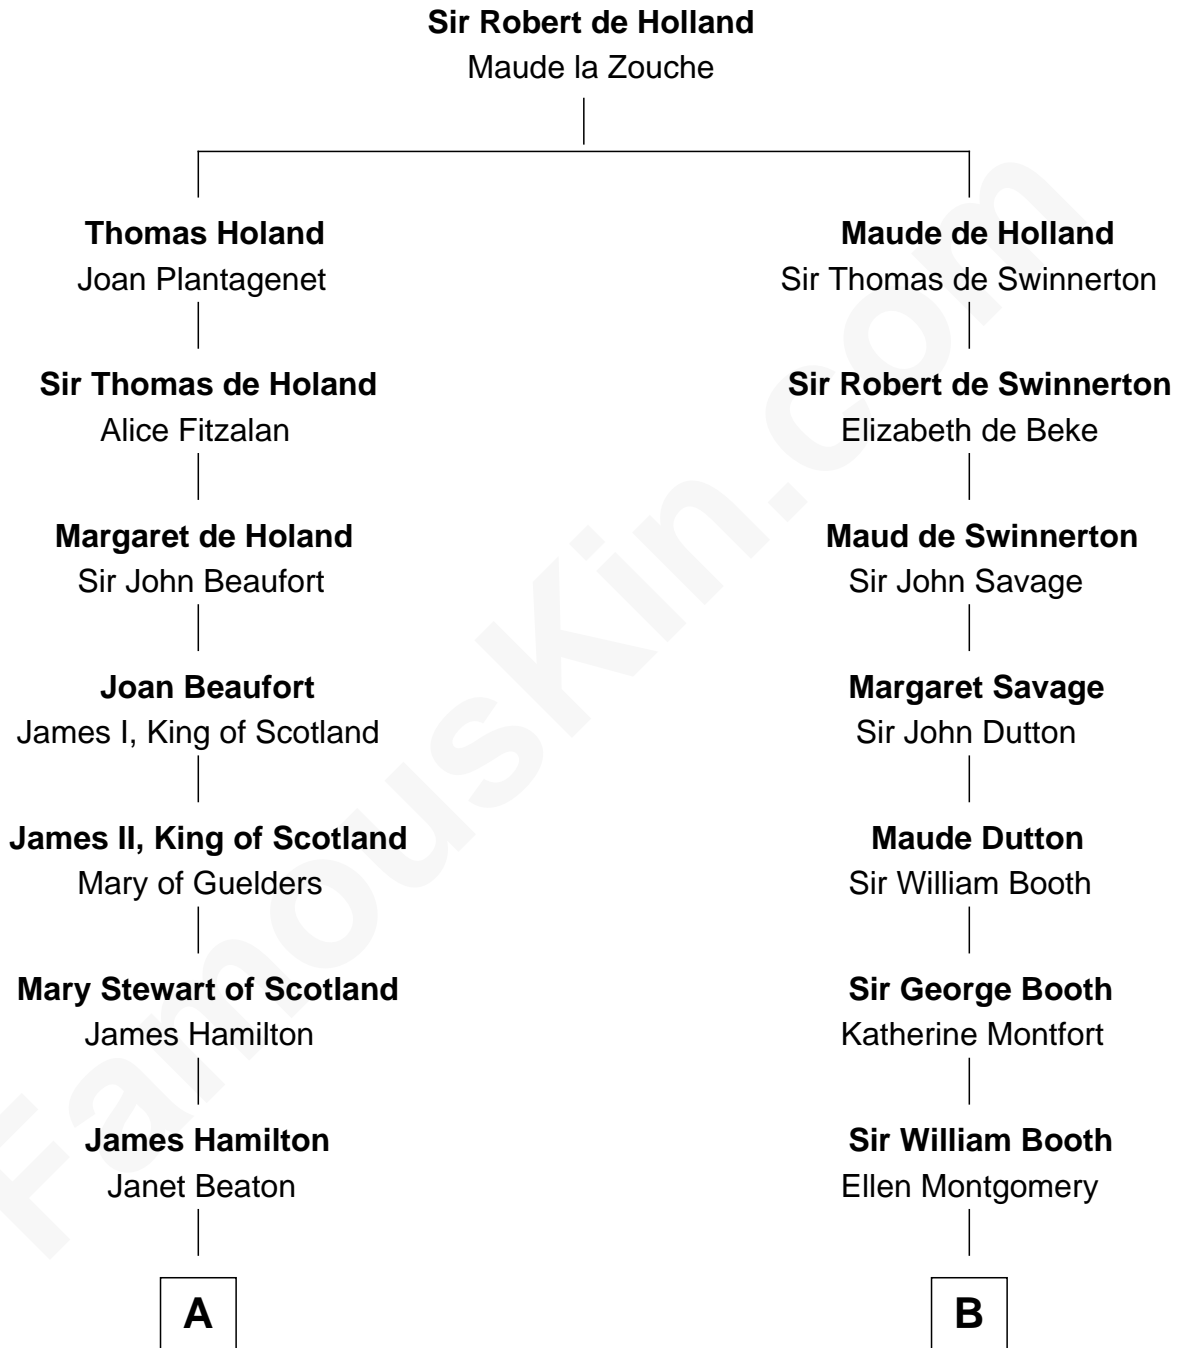 Sir Robert de Holland
Maude la Zouche
Thomas Holand
Joan Plantagenet
Sir Thomas de Holand
Alice Fitzalan
Margaret de Holand
Sir John Beaufort
Joan Beaufort
James I, King of Scotland
James II, King of Scotland
Mary of Guelders
Mary Stewart of Scotland
James Hamilton
James Hamilton
Janet Beaton
A
Maude de Holland
Sir Thomas de Swinnerton
Sir Robert de Swinnerton
Elizabeth de Beke
Maud de Swinnerton
Sir John Savage
Margaret Savage
Sir John Dutton
Maude Dutton
Sir William Booth
Sir George Booth
Katherine Montfort
Sir William Booth
Ellen Montgomery
B
FamousKin.com